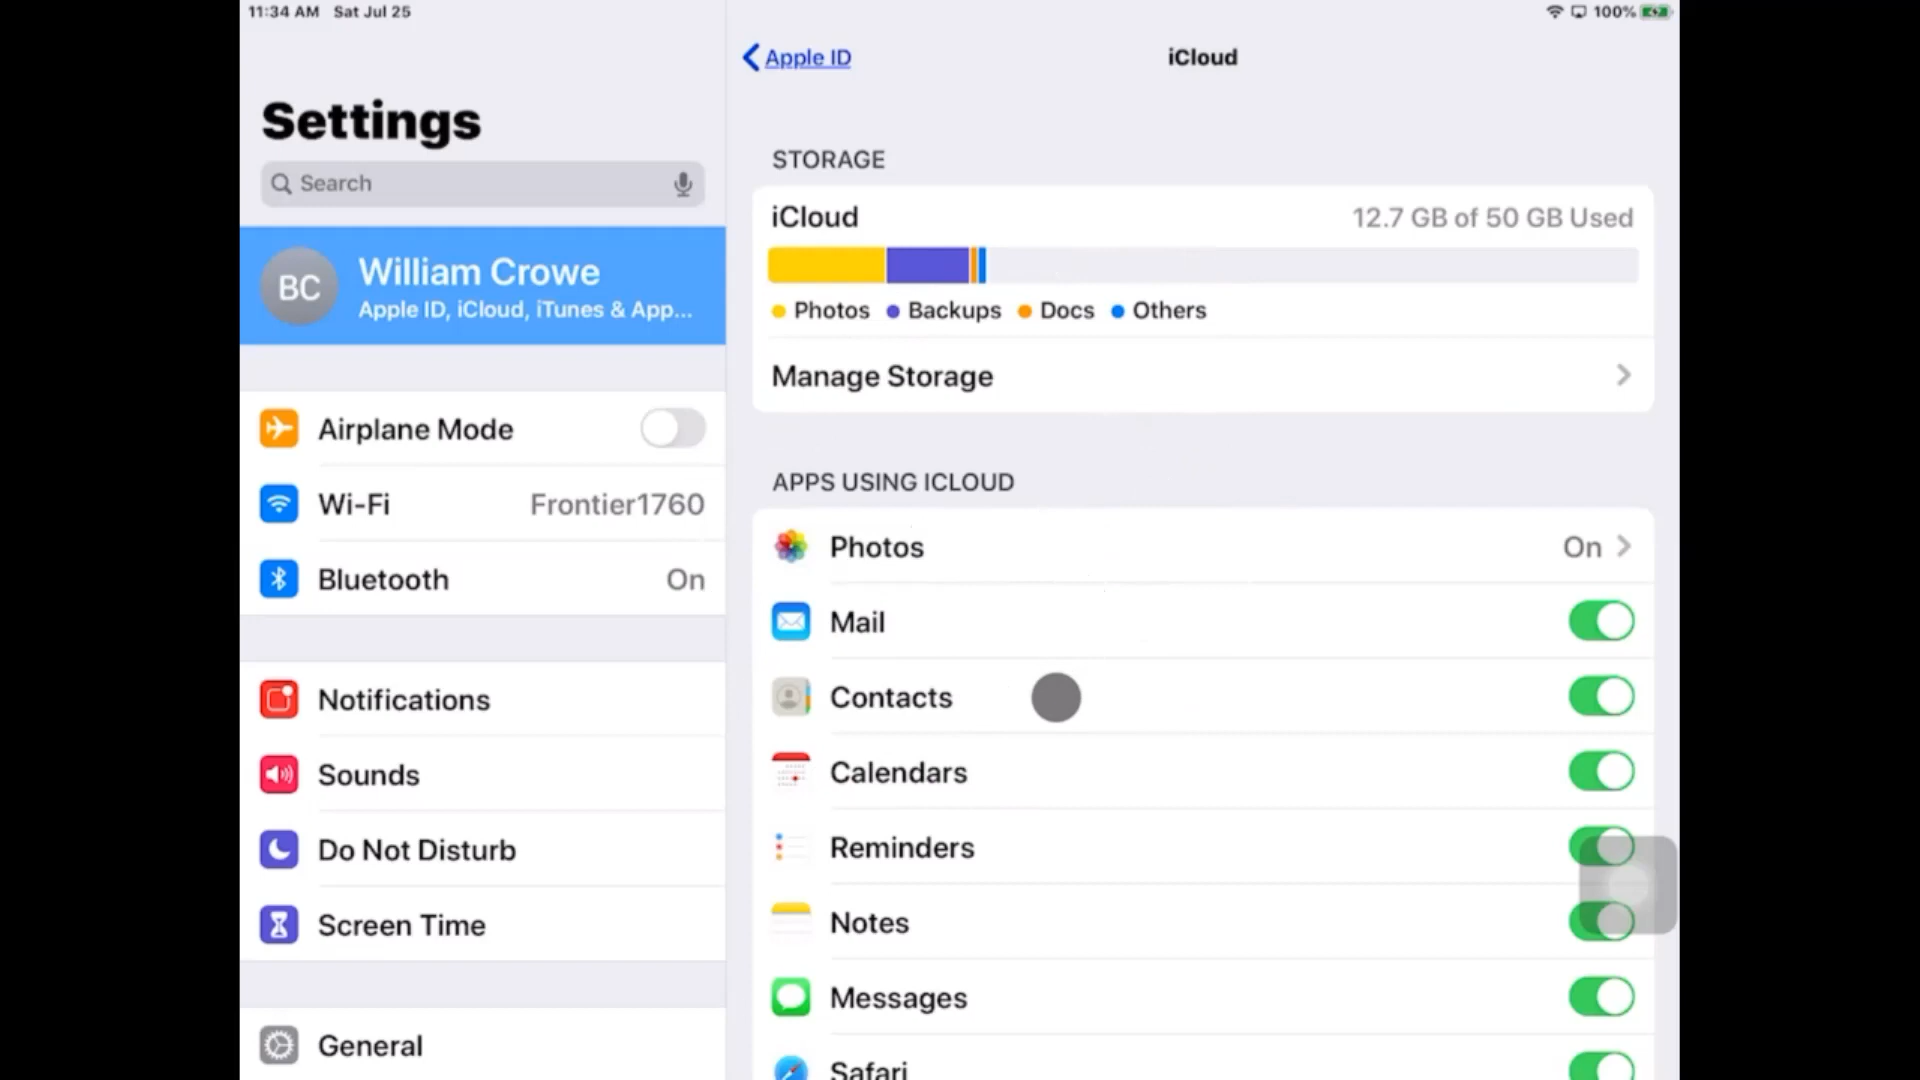 11:34 AM Sat Jul 25
100%
Settings
Search
BC
William Crowe
Apple ID, iCloud, iTunes & App...
Airplane Mode
Wi-Fi Frontier1760
Bluetooth On
Notifications
Sounds
Do Not Disturb
Screen Time
General
Apple ID
iCloud
STORAGE
iCloud 12.7 GB of 50 GB Used
Photos Backups Docs Others
Manage Storage
APPS USING ICLOUD
Photos On
Mail
Contacts
Calendars
Reminders
Notes
Messages
Safari